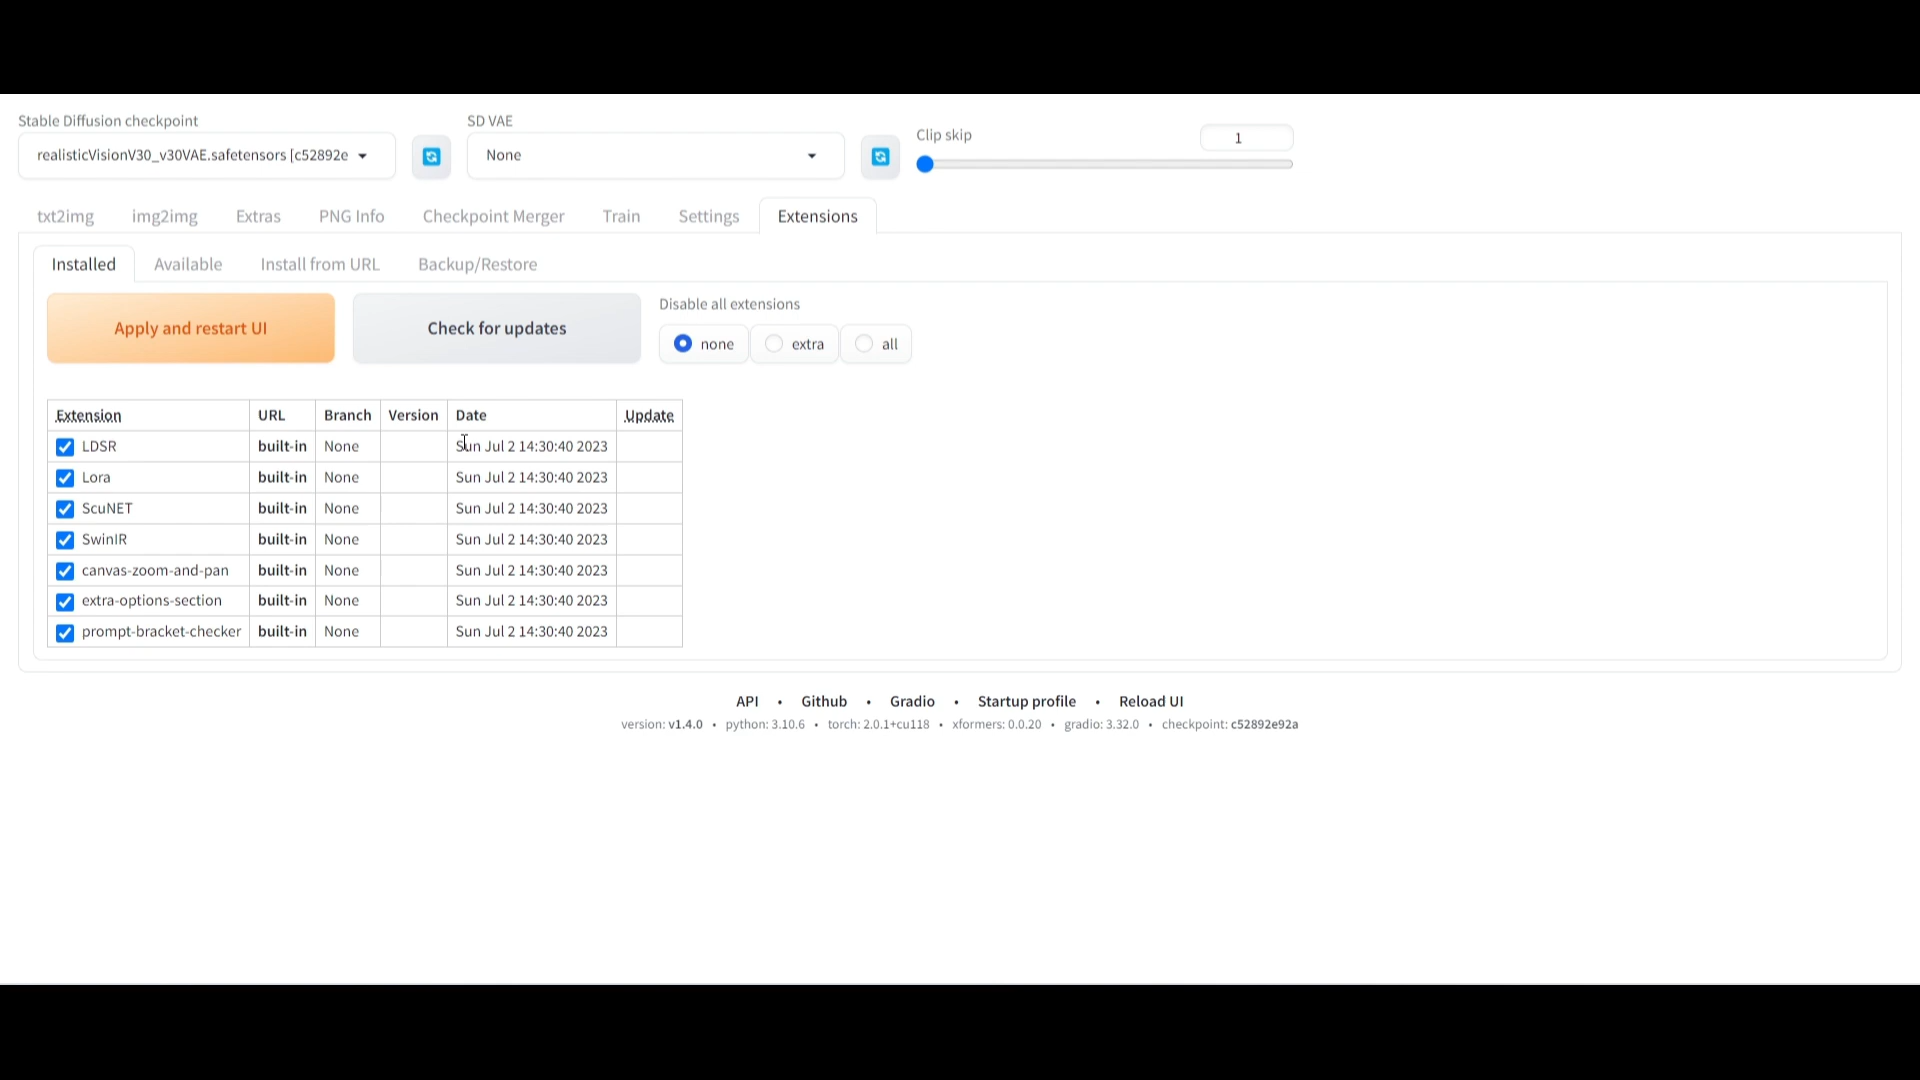 Stable Diffusion checkpoint
realisticVisionV30_v30VAE.safetensors [c52892e
SD VAE
None
Clip skip
1
txt2img img2img Extras PNG Info Checkpoint Merger Train Settings Extensions
Installed Available Install from URL Backup/Restore
Apply and restart UI
Check for updates
Disable all extensions
none extra all
Extension URL Branch Version Date Update
LDSR built-in None Sun Jul 2 14:30:40 2023
Lora built-in None Sun Jul 2 14:30:40 2023
ScuNET built-in None Sun Jul 2 14:30:40 2023
SwinIR built-in None Sun Jul 2 14:30:40 2023
canvas-zoom-and-pan built-in None Sun Jul 2 14:30:40 2023
extra-options-section built-in None Sun Jul 2 14:30:40 2023
prompt-bracket-checker built-in None Sun Jul 2 14:30:40 2023
API • Github • Gradio • Startup profile • Reload UI
version: v1.4.0 • python: 3.10.6 • torch: 2.0.1+cu118 • xformers: 0.0.20 • gradio: 3.32.0 • checkpoint: c52892e92a